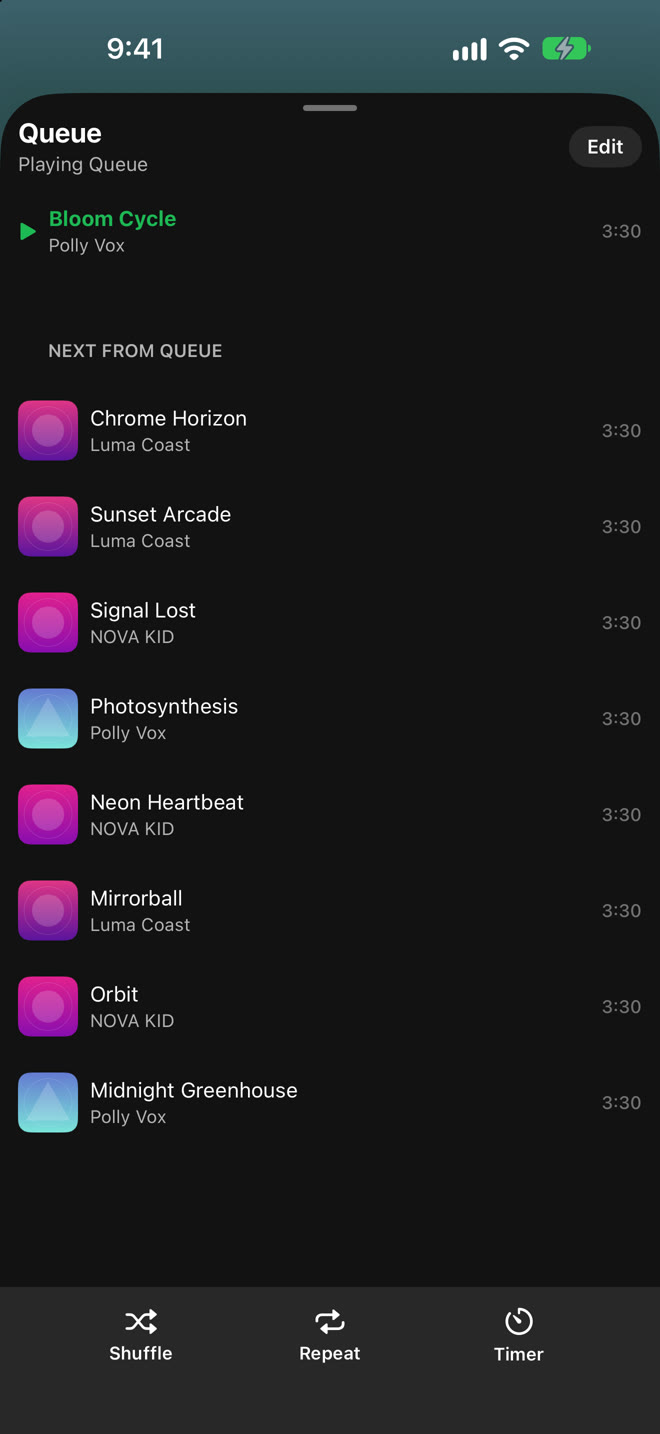 9:41
Queue
Playing Queue
Edit
Bloom Cycle
Polly Vox
3:30
NEXT FROM QUEUE
Chrome Horizon
Luma Coast
3:30
Sunset Arcade
Luma Coast
3:30
Signal Lost
NOVA KID
3:30
Photosynthesis
Polly Vox
3:30
Neon Heartbeat
NOVA KID
3:30
Mirrorball
Luma Coast
3:30
Orbit
NOVA KID
3:30
Midnight Greenhouse
Polly Vox
3:30
Shuffle
Repeat
Timer